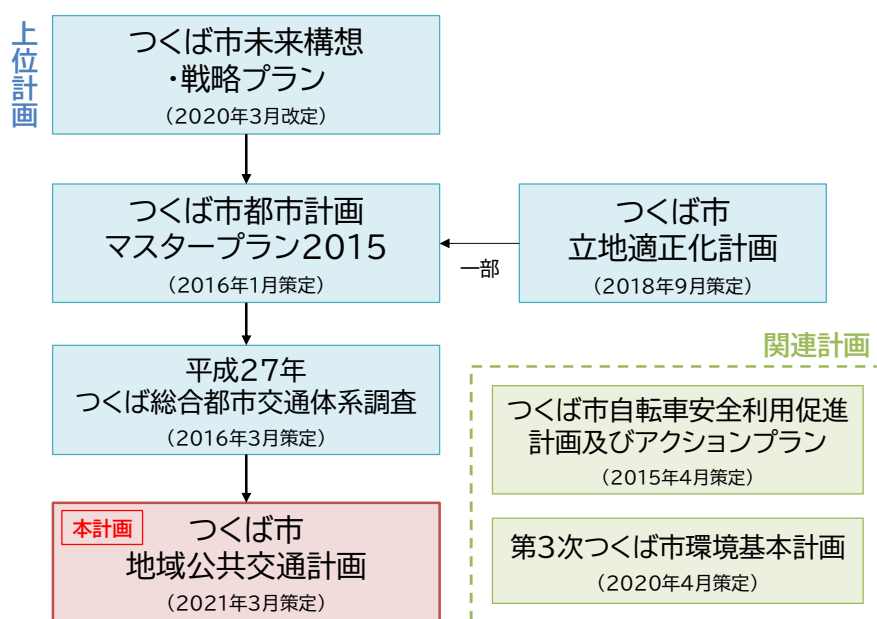 上位計画
つくば市未来構想
・戦略プラン
(2020年3月改定)
つくば市都市計画
マスタープラン2015
(2016年1月策定)
一部
つくば市
立地適正化計画
(2018年9月策定)
平成27年
つくば総合都市交通体系調査
(2016年3月策定)
本計画
つくば市
地域公共交通計画
(2021年3月策定)
関連計画
つくば市自転車安全利用促進
計画及びアクションプラン
(2015年4月策定)
第3次つくば市環境基本計画
(2020年4月策定)